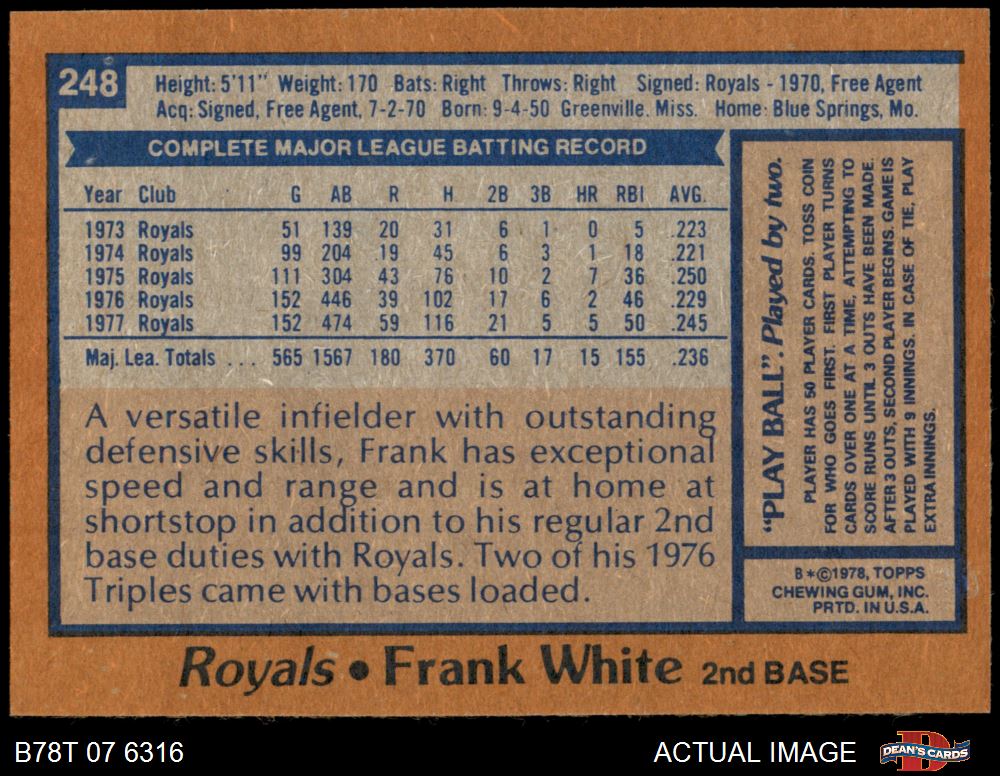 248
Height: 5'11" Weight: 170 Bats: Right Throws: Right Signed: Royals - 1970, Free Agent
Acq: Signed, Free Agent, 7-2-70 Born: 9-4-50 Greenville. Miss. Home: Blue Springs, Mo.
COMPLETE MAJOR LEAGUE BATTING RECORD
Year Club G AB R H 2B 3B HR RBI AVG.
1973 Royals 51 139 20 31 6 1 0 5 .223
1974 Royals 99 204 19 45 6 3 1 18 .221
1975 Royals 111 304 43 76 10 2 7 36 .250
1976 Royals 152 446 39 102 17 6 2 46 .229
1977 Royals 152 474 59 116 21 5 5 50 .245
Maj. Lea. Totals ... 565 1567 180 370 60 17 15 155 .236
A versatile infielder with outstanding
defensive skills, Frank has exceptional
speed and range and is at home at
shortstop in addition to his regular 2nd
base duties with Royals. Two of his 1976
Triples came with bases loaded.
"PLAY BALL". Played by two.
PLAYER HAS 50 PLAYER CARDS. TOSS COIN
FOR WHO GOES FIRST. FIRST PLAYER TURNS
CARDS OVER ONE AT A TIME, ATTEMPTING TO
SCORE RUNS UNTIL 3 OUTS HAVE BEEN MADE.
AFTER 3 OUTS, SECOND PLAYER BEGINS. GAME IS
PLAYED WITH 9 INNINGS. IN CASE OF TIE, PLAY
EXTRA INNINGS.
B*©1978, TOPPS
CHEWING GUM, INC.
PRTD. IN U.S.A.
Royals • Frank White 2nd BASE
B78T 07 6316
ACTUAL IMAGE
DEAN'S CARDS